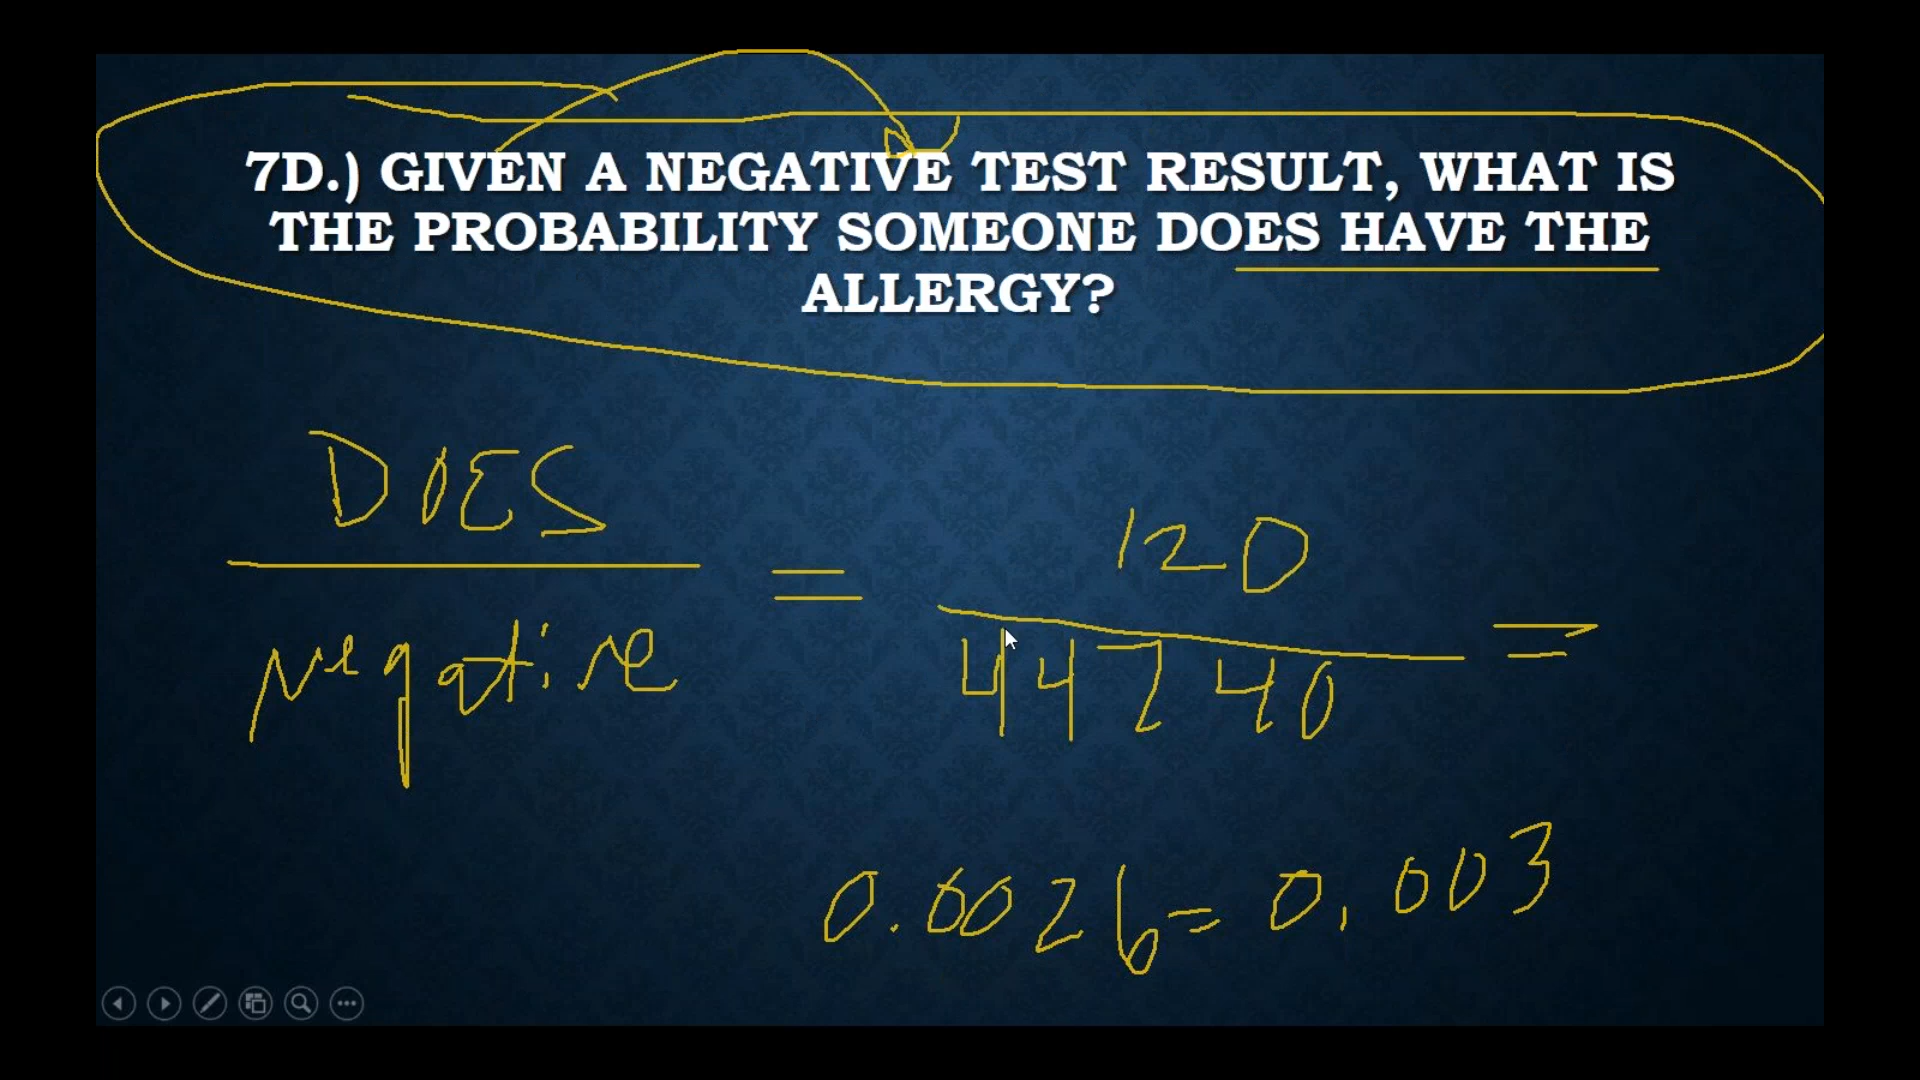 7D.) GIVEN A NEGATIVE TEST RESULT, WHAT IS
THE PROBABILITY SOMEONE DOES HAVE THE
ALLERGY?
DOES
Negative
=
120
44740
=
0.0026 = 0.003